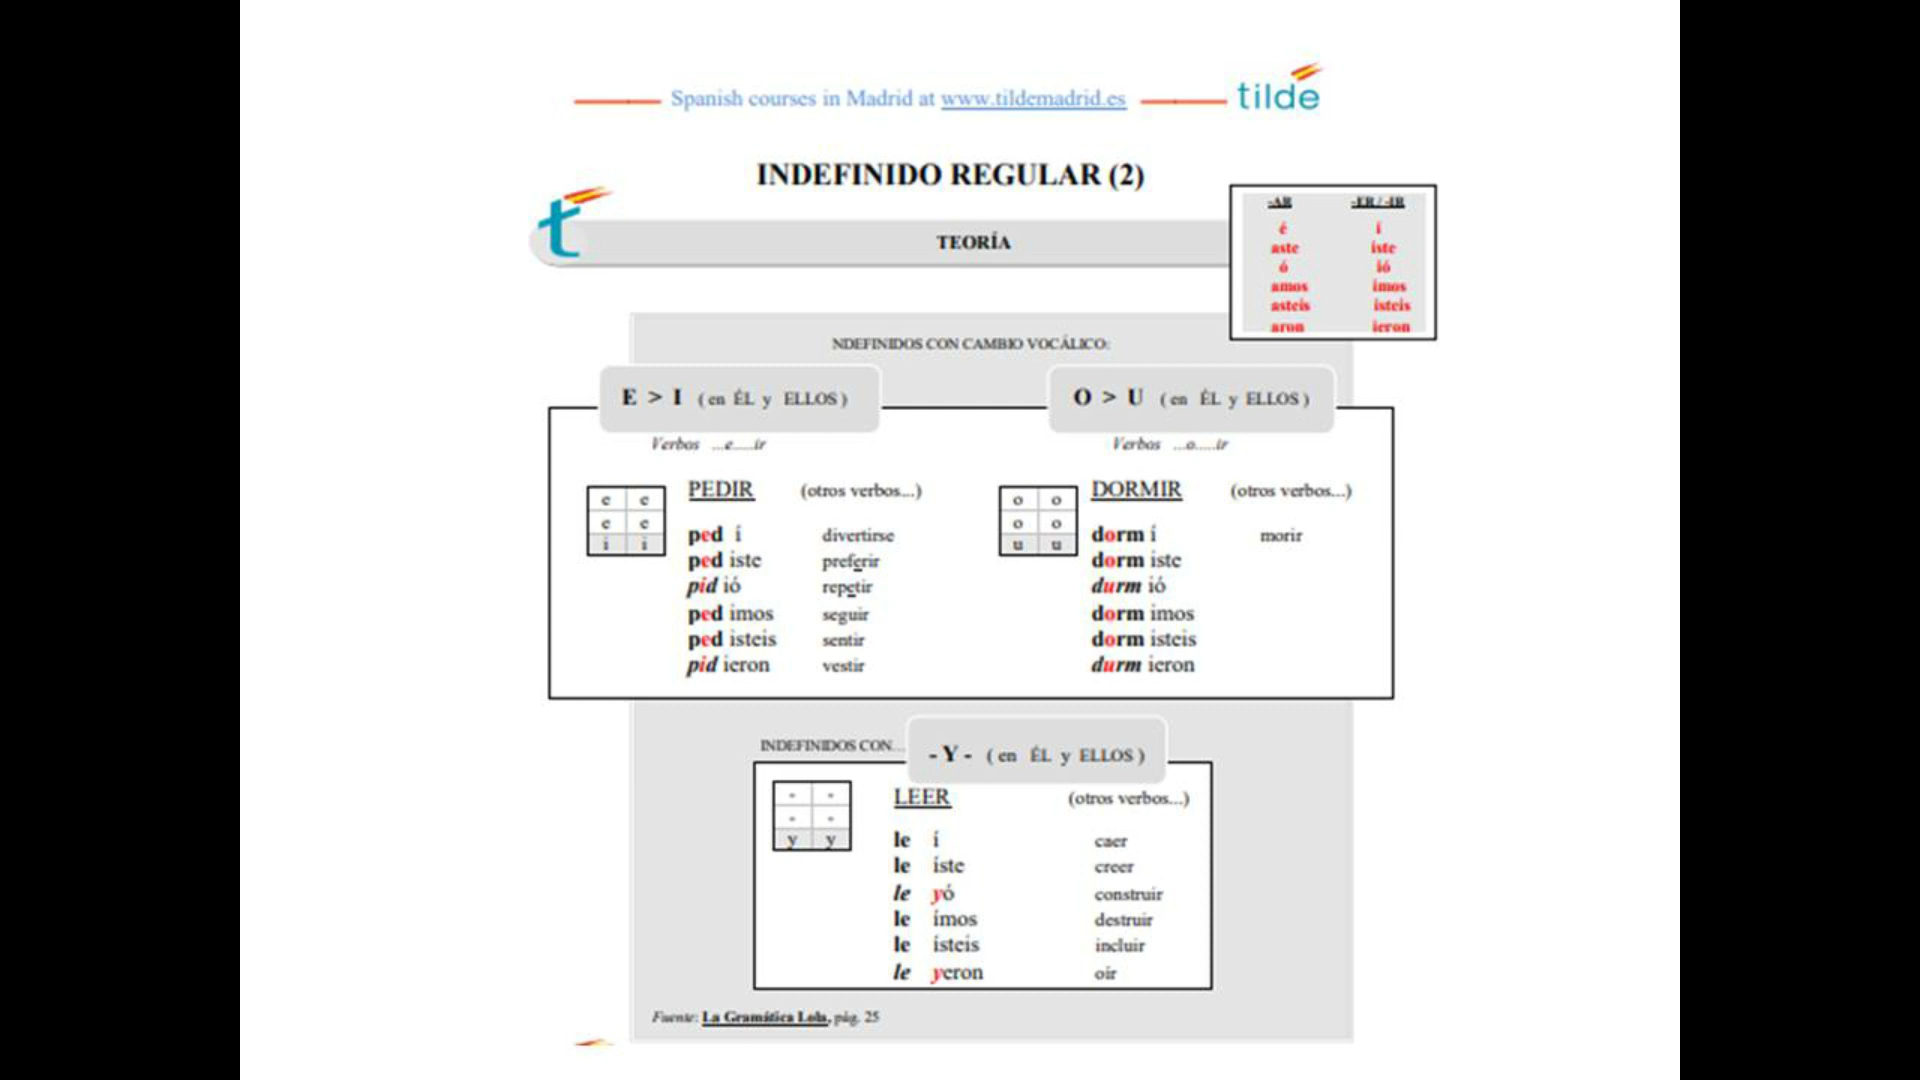 Spanish courses in Madrid at www.tildemadrid.es
tilde
INDEFINIDO REGULAR (2)
t
TEORÍA
-AR -ER / -IR
é í
aste iste
ó ió
amos imos
asteis isteis
aron ieron
NDEFINIDOS CON CAMBIO VOCÁLICO:
E > I ( en ÉL y ELLOS )
O > U ( en ÉL y ELLOS )
Verbos ...e.....ir
Verbos ...o.....ir
e e
e e
i i
PEDIR (otros verbos...)
ped í divertirse
ped iste preferir
pid ió repetir
ped imos seguir
ped isteis sentir
pid ieron vestir
o o
o o
u u
DORMIR (otros verbos...)
dorm í morir
dorm iste
durm ió
dorm imos
dorm isteis
durm ieron
INDEFINIDOS CON...
- Y - ( en ÉL y ELLOS )
- -
- -
y y
LEER (otros verbos...)
le í caer
le íste creer
le yó construir
le ímos destruir
le ísteis incluir
le yeron oír
Fuente: La Gramática Lola, pág. 25